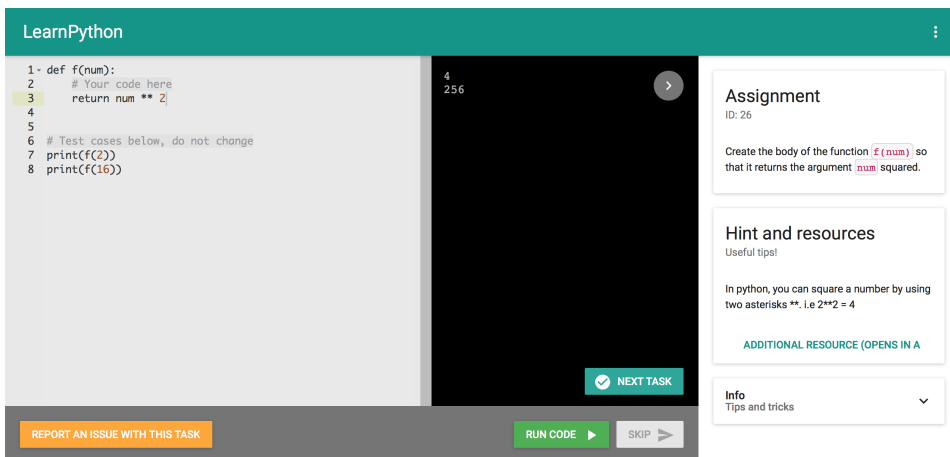 LearnPython
1 def f(num):
2 # Your code here
3 return num ** 2
4
5
6 # Test cases below, do not change
7 print(f(2))
8 print(f(16))
4
256
NEXT TASK
Assignment
ID: 26
Create the body of the function f(num) so
that it returns the argument num squared.
Hint and resources
Useful tips!
In python, you can square a number by using
two asterisks **. i.e 2**2 = 4
ADDITIONAL RESOURCE (OPENS IN A
Info
Tips and tricks
REPORT AN ISSUE WITH THIS TASK
RUN CODE
SKIP